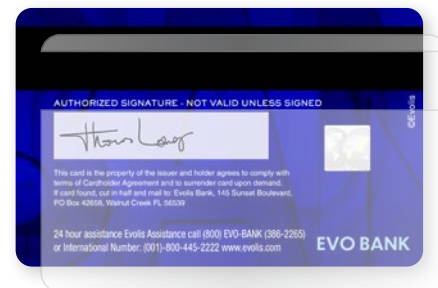 AUTHORIZED SIGNATURE - NOT VALID UNLESS SIGNED
©Evolis
This card is the property of the issuer and holder agrees to comply with
terms of Cardholder Agreement and to surrender card upon demand.
If card found, cut in half and mail to: Evolis Bank, 145 Sunset Boulevard,
PO Box 42658, Walnut Creek FL 56539
24 hour assistance Evolis Assistance call (800) EVO-BANK (386-2265)
or International Number: (001)-800-445-2222 www.evolis.com
EVO BANK